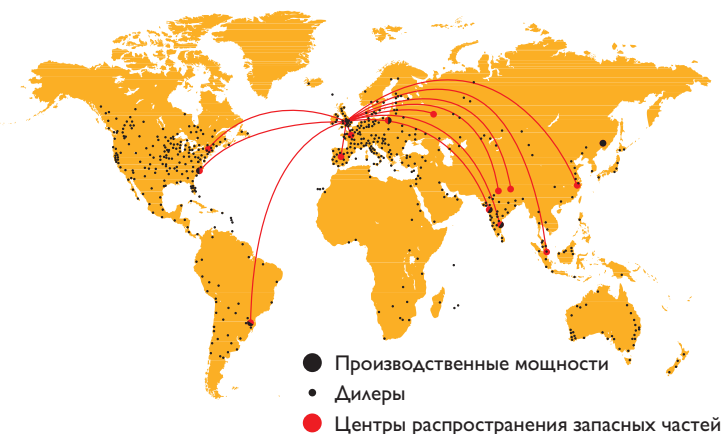 Производственные мощности
Дилеры
Центры распространения запасных частей